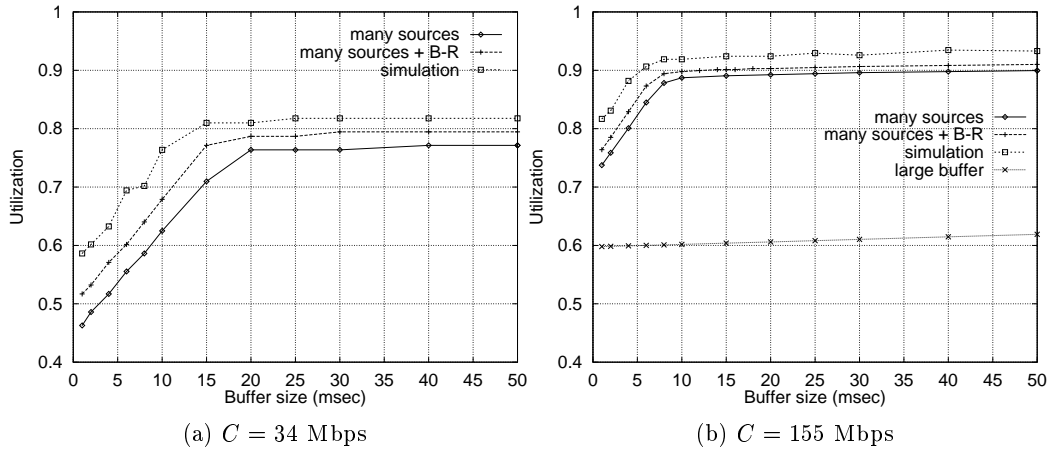 many sources
many sources + B-R
simulation
1
0.9
0.8
0.7
0.6
0.5
0.4
Utilization
0 5 10 15 20 25 30 35 40 45 50
Buffer size (msec)
(a) C = 34 Mbps
many sources
many sources + B-R
simulation
large buffer
1
0.9
0.8
0.7
0.6
0.5
0.4
Utilization
0 5 10 15 20 25 30 35 40 45 50
Buffer size (msec)
(b) C = 155 Mbps